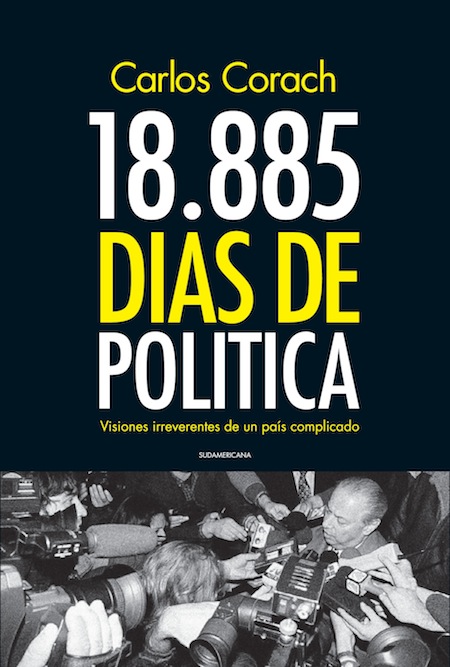 Carlos Corach
18.885
DIAS DE
POLITICA
Visiones irreverentes de un país complicado
SUDAMERICANA